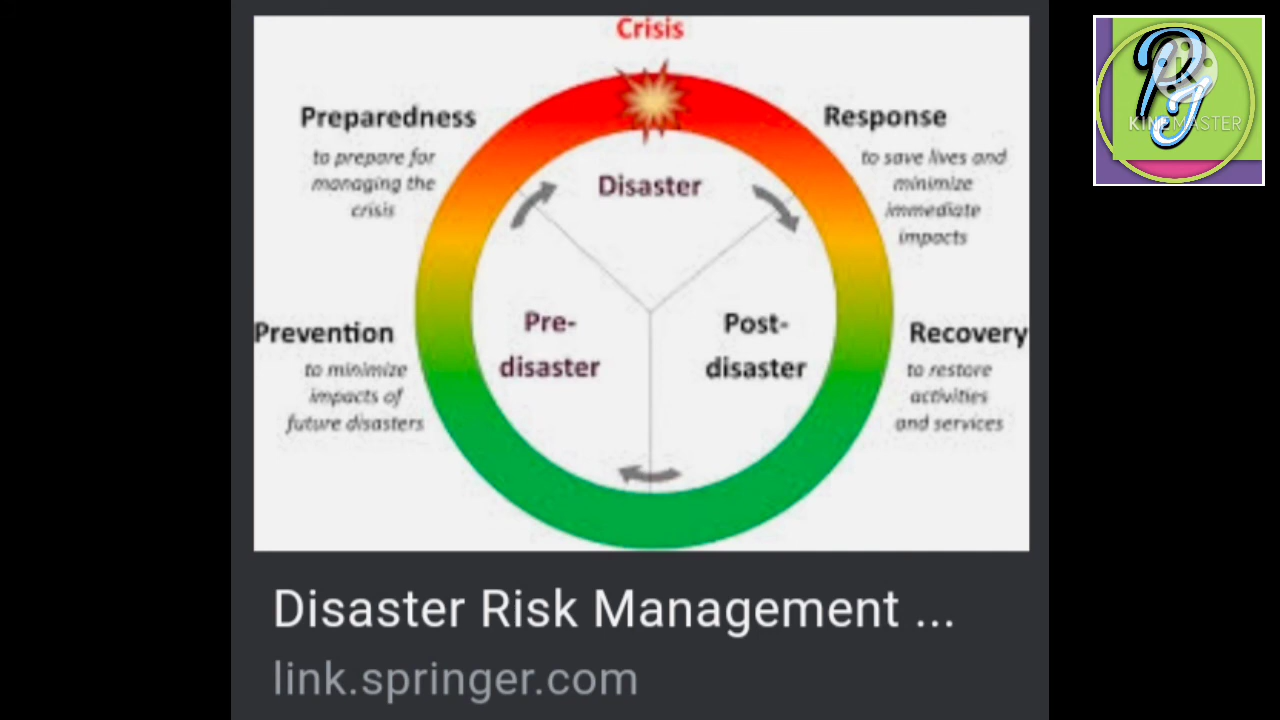 Crisis
Preparedness
to prepare for
managing the
crisis
Response
to save lives and
minimize
immediate
impacts
Disaster
Prevention
to minimize
impacts of
future disasters
Pre-
disaster
Post-
disaster
Recovery
to restore
activities
and services
Disaster Risk Management ...
link.springer.com
KINEMASTER